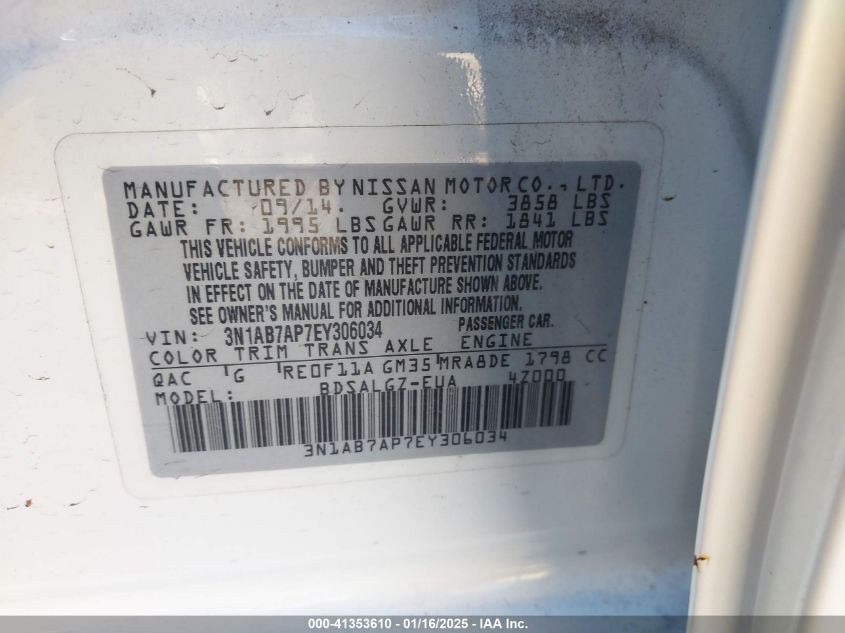 MANUFACTURED BY NISSAN MOTOR CO., LTD.
DATE: 09/14. GVWR: 3858 LBS
GAWR FR: 1995 LBS GAWR RR: 1841 LBS
THIS VEHICLE CONFORMS TO ALL APPLICABLE FEDERAL MOTOR
VEHICLE SAFETY, BUMPER AND THEFT PREVENTION STANDARDS
IN EFFECT ON THE DATE OF MANUFACTURE SHOWN ABOVE.
SEE OWNER'S MANUAL FOR ADDITIONAL INFORMATION.
VIN: 3N1AB7AP7EY306034 PASSENGER CAR.
COLOR TRIM TRANS AXLE ENGINE
QAC G RE0F11A GM35 MRA8DE 1798 CC
MODEL: BDSALGZ-EUA 4Z000
3N1AB7AP7EY306034
000-41353610 - 01/16/2025 - IAA Inc.